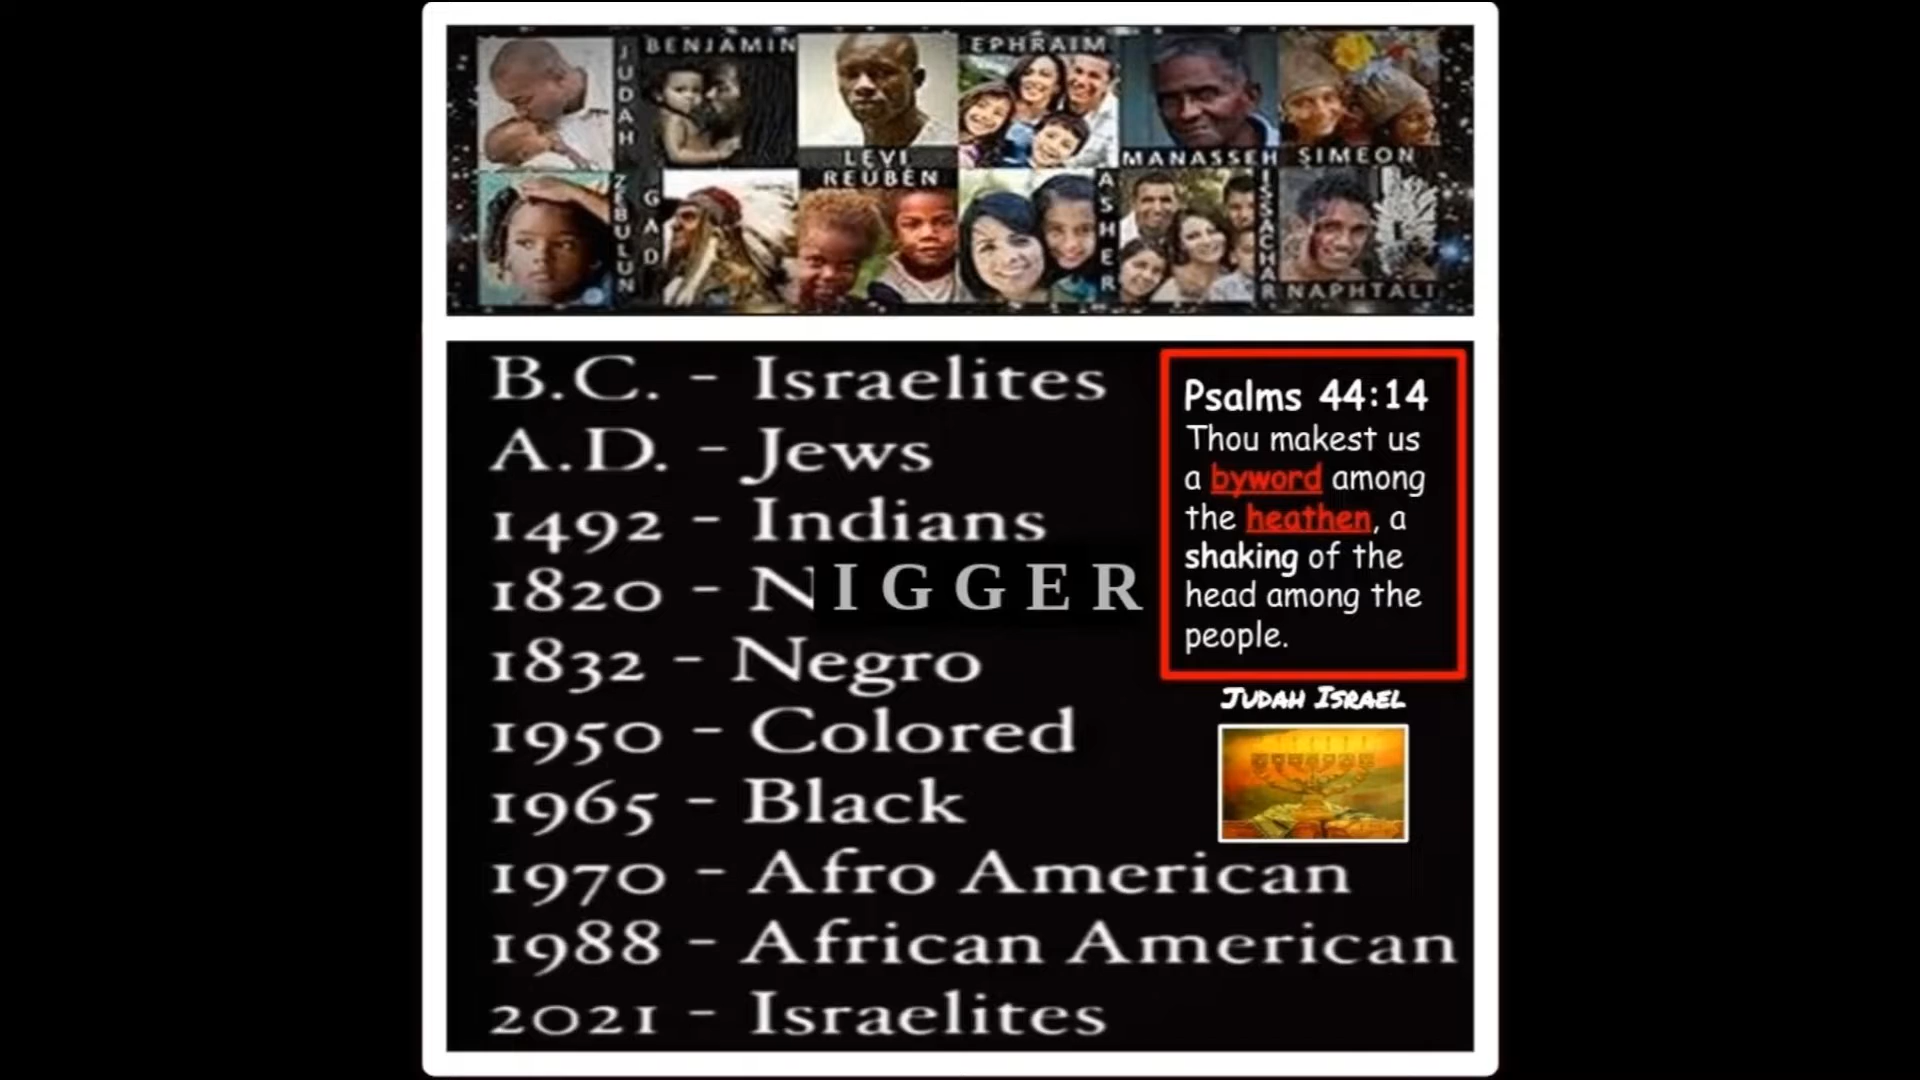 JUDAH
BENJAMIN
LEVI
EPHRAIM
MANASSEH
SIMEON
ZEBULUN
GAD
REUBEN
ASHER
ISSACHAR
NAPHTALI
B.C. - Israelites
A.D. - Jews
1492 - Indians
1820 - NIGGER
1832 - Negro
1950 - Colored
1965 - Black
1970 - Afro American
1988 - African American
2021 - Israelites
Psalms 44:14
Thou makest us
a byword among
the heathen, a
shaking of the
head among the
people.
JUDAH ISRAEL